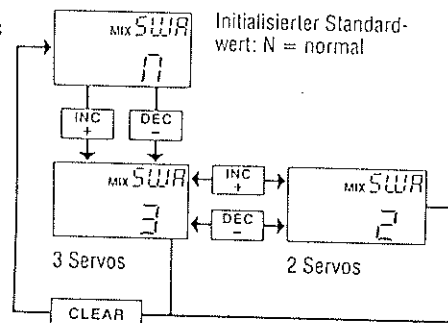 MIX SWA
Initialisierter Standard-
wert: N = normal
N
INC
+
DEC
−
MIX SWA
3
INC
+
DEC
−
MIX SWA
2
3 Servos
2 Servos
CLEAR